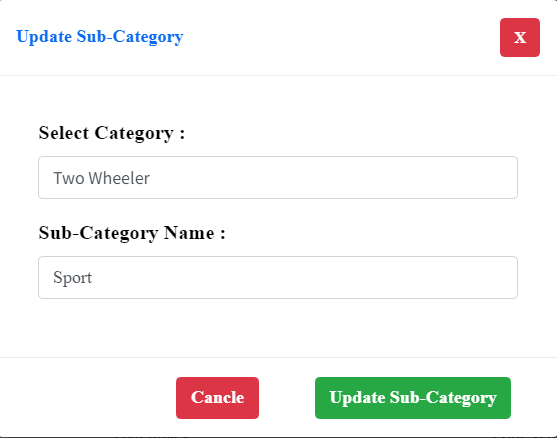 Update Sub-Category
X
Select Category :
Two Wheeler
Sub-Category Name :
Sport
Cancle
Update Sub-Category